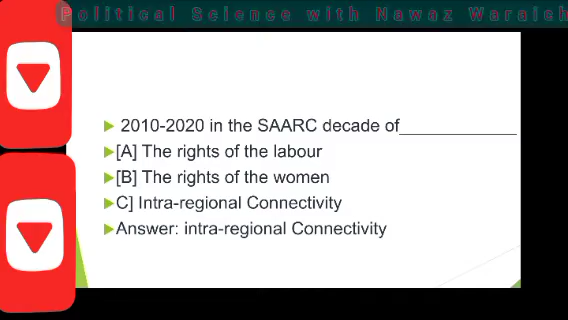 Political Science with Nawaz Waraich
2010-2020 in the SAARC decade of____________
[A] The rights of the labour
[B] The rights of the women
C] Intra-regional Connectivity
Answer: intra-regional Connectivity